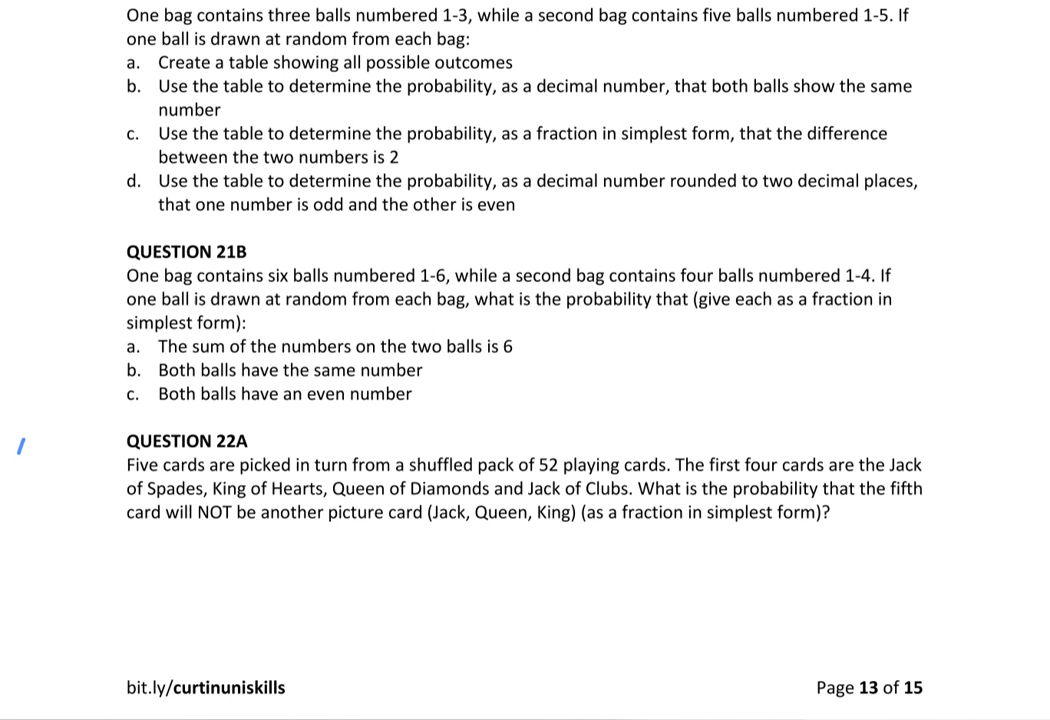 One bag contains three balls numbered 1-3, while a second bag contains five balls numbered 1-5. If
one ball is drawn at random from each bag:
a. Create a table showing all possible outcomes
b. Use the table to determine the probability, as a decimal number, that both balls show the same
number
c. Use the table to determine the probability, as a fraction in simplest form, that the difference
between the two numbers is 2
d. Use the table to determine the probability, as a decimal number rounded to two decimal places,
that one number is odd and the other is even
QUESTION 21B
One bag contains six balls numbered 1-6, while a second bag contains four balls numbered 1-4. If
one ball is drawn at random from each bag, what is the probability that (give each as a fraction in
simplest form):
a. The sum of the numbers on the two balls is 6
b. Both balls have the same number
c. Both balls have an even number
QUESTION 22A
Five cards are picked in turn from a shuffled pack of 52 playing cards. The first four cards are the Jack
of Spades, King of Hearts, Queen of Diamonds and Jack of Clubs. What is the probability that the fifth
card will NOT be another picture card (Jack, Queen, King) (as a fraction in simplest form)?
bit.ly/curtinuniskills Page 13 of 15